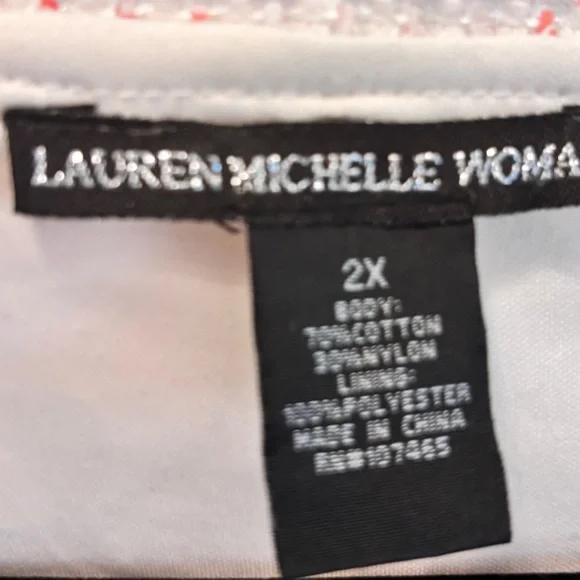 LAUREN MICHELLE WOMA
2X
BODY:
70%COTTON
30%NYLON
LINING:
100%POLYESTER
MADE IN CHINA
RN#107465